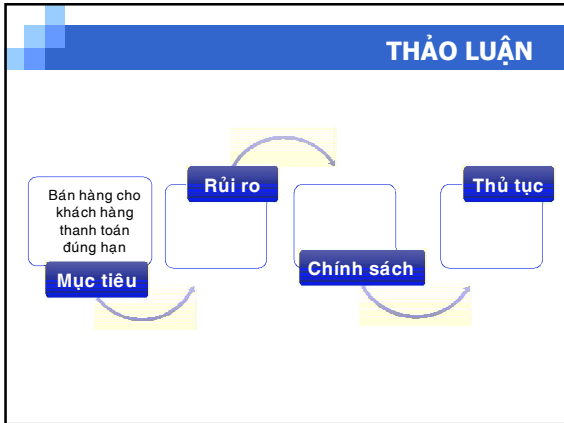 THẢO LUẬN
Bán hàng cho
khách hàng
thanh toán
đúng hạn
Mục tiêu
Rủi ro
Chính sách
Thủ tục